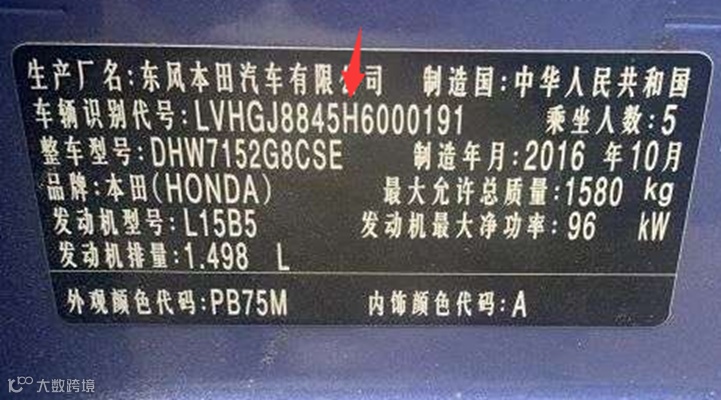 生产厂名：东风本田汽车有限公司 制造国：中华人民共和国
车辆识别代号：LVHGJ8845H6000191 乘坐人数：5
整车型号：DHW7152G8CSE 制造年月：2016 年10月
品牌：本田(HONDA) 最大允许总质量：1580 kg
发动机型号：L15B5 发动机最大净功率：96 kW
发动机排量：1.498 L
外观颜色代码：PB75M 内饰颜色代码：A
大数跨境